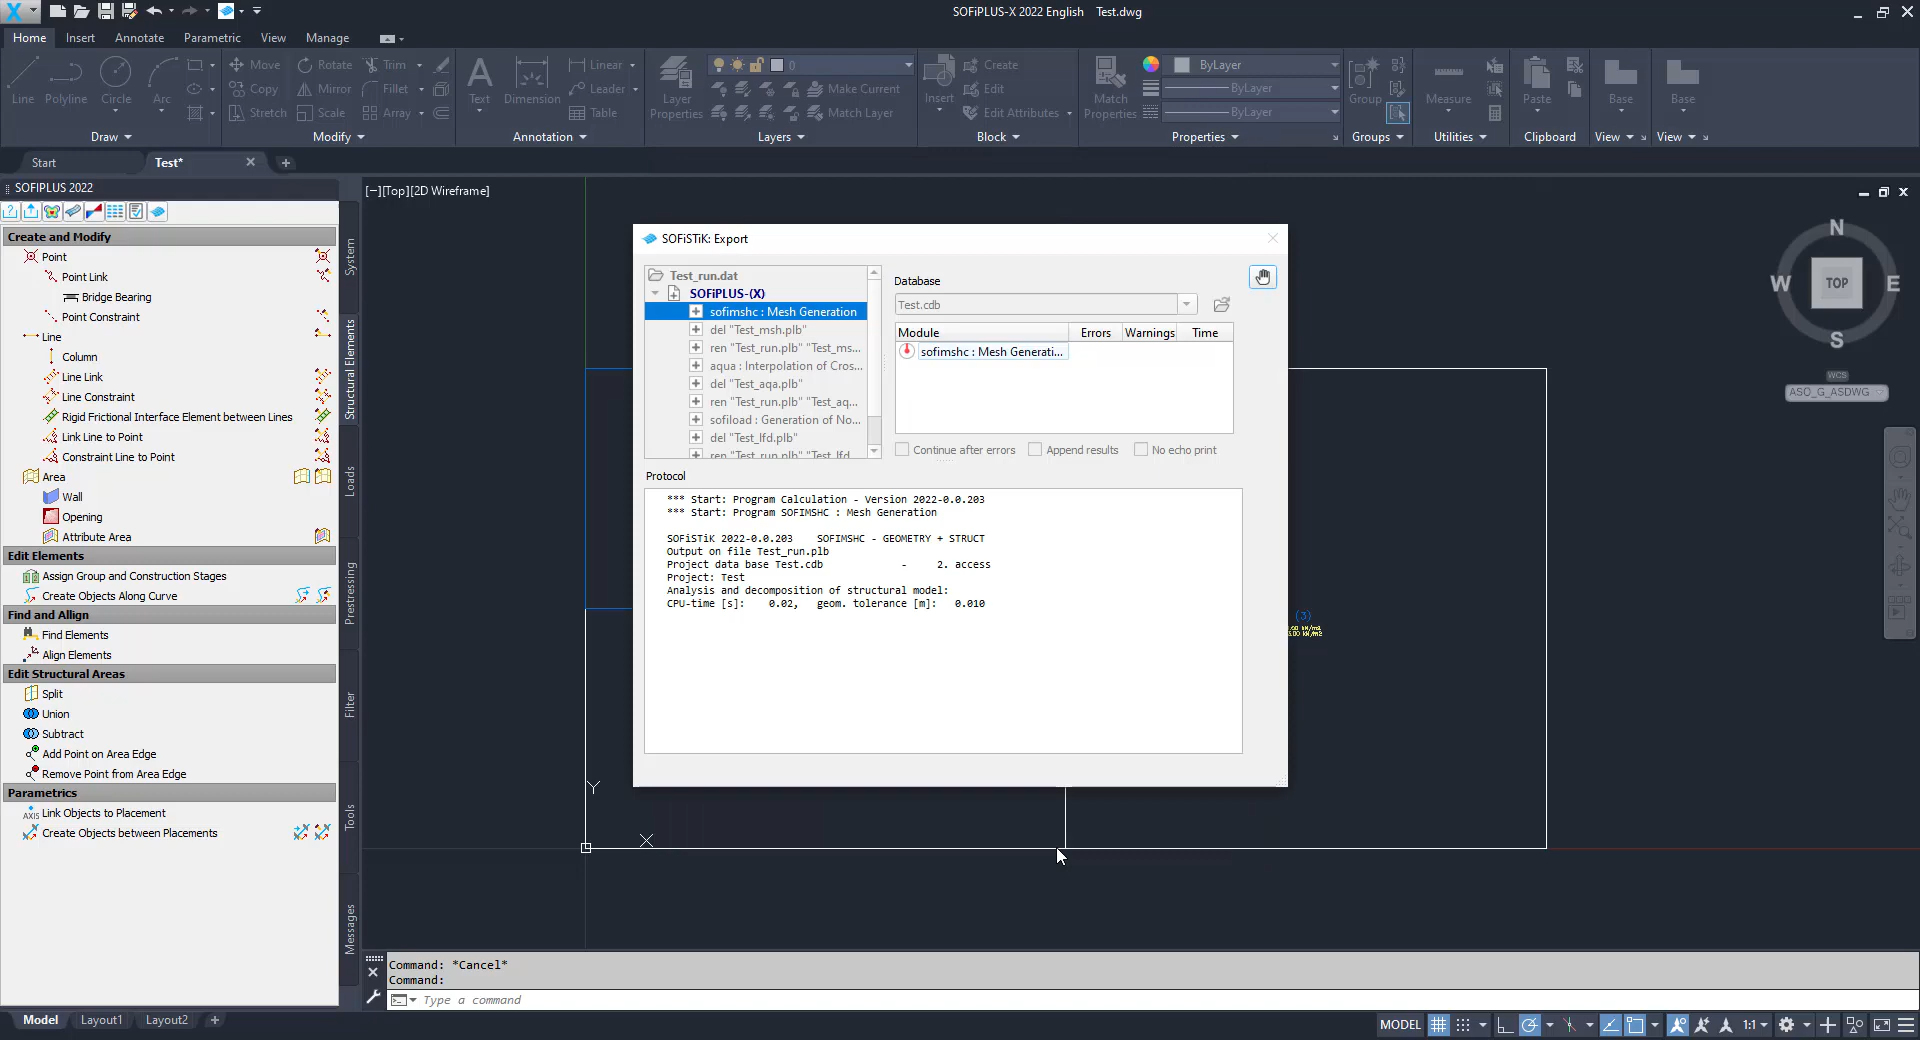 SOFiPLUS-X 2022 English Test.dwg
Home Insert Annotate Parametric View Manage
Line Polyline Circle Arc
Move Rotate Trim
Copy Mirror Fillet
Stretch Scale Array
Text Dimension
Linear
Leader
Table
Layer Properties
0
Make Current
Match Layer
Insert
Create
Edit
Edit Attributes
Match Properties
ByLayer
ByLayer
ByLayer
Group
Measure
Paste
Base
Base
Draw Modify Annotation Layers Block Properties Groups Utilities Clipboard View View
Start Test*
SOFIPLUS 2022
[−][Top][2D Wireframe]
Create and Modify
Point
Point Link
Bridge Bearing
Point Constraint
Line
Column
Line Link
Line Constraint
Rigid Frictional Interface Element between Lines
Link Line to Point
Constraint Line to Point
Area
Wall
Opening
Attribute Area
Edit Elements
Assign Group and Construction Stages
Create Objects Along Curve
Find and Align
Find Elements
Align Elements
Edit Structural Areas
Split
Union
Subtract
Add Point on Area Edge
Remove Point from Area Edge
Parametrics
AXIS Link Objects to Placement
Create Objects between Placements
System
Structural Elements
Loads
Prestressing
Filter
Tools
Messages
SOFiSTiK: Export
Test_run.dat
SOFiPLUS-(X)
sofimshc : Mesh Generation
del "Test_msh.plb"
ren "Test_run.plb" "Test_ms...
aqua : Interpolation of Cros...
del "Test_aqa.plb"
ren "Test_run.plb" "Test_aq...
sofiload : Generation of No...
del "Test_lfd.plb"
ren "Test_run.plb" "Test_lfd
Database
Test.cdb
Module Errors Warnings Time
sofimshc : Mesh Generati...
Continue after errors Append results No echo print
Protocol
*** Start: Program Calculation - Version 2022-0.0.203
*** Start: Program SOFIMSHC : Mesh Generation
SOFiSTiK 2022-0.0.203 SOFIMSHC - GEOMETRY + STRUCT
Output on file Test_run.plb
Project data base Test.cdb - 2. access
Project: Test
Analysis and decomposition of structural model:
CPU-time [s]: 0.02, geom. tolerance [m]: 0.010
N
W TOP E
S
WCS
ASO_G_ASDWG
(3)
Y
X
Command: *Cancel*
Command:
Type a command
Model Layout1 Layout2
MODEL 1:1